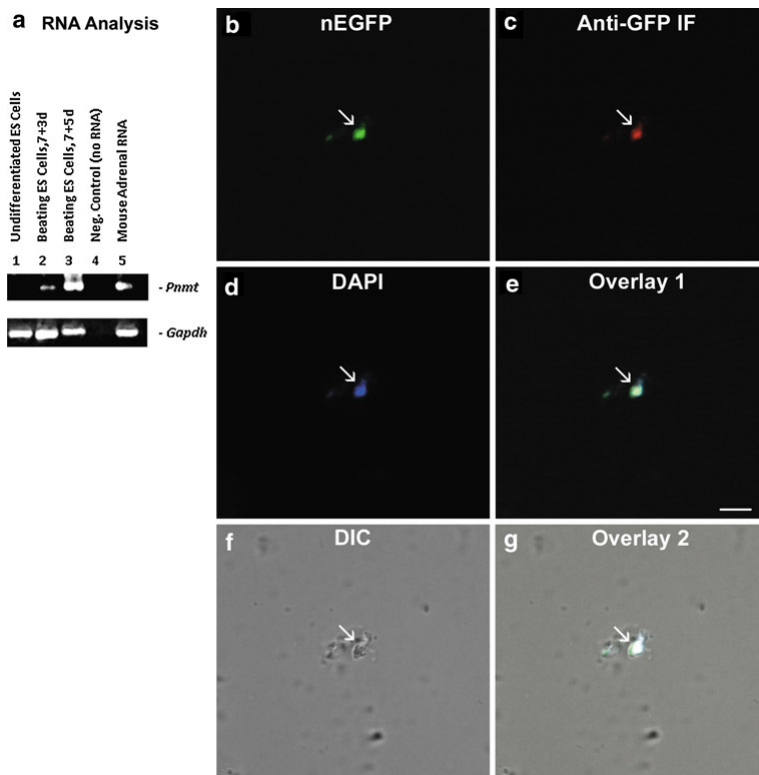 a RNA Analysis
Undifferentiated ES Cells
Beating ES Cells,7+3d
Beating ES Cells,7+5d
Neg. Control (no RNA)
Mouse Adrenal RNA
1 2 3 4 5
- Pnmt
- Gapdh
b nEGFP
c Anti-GFP IF
d DAPI
e Overlay 1
f DIC
g Overlay 2